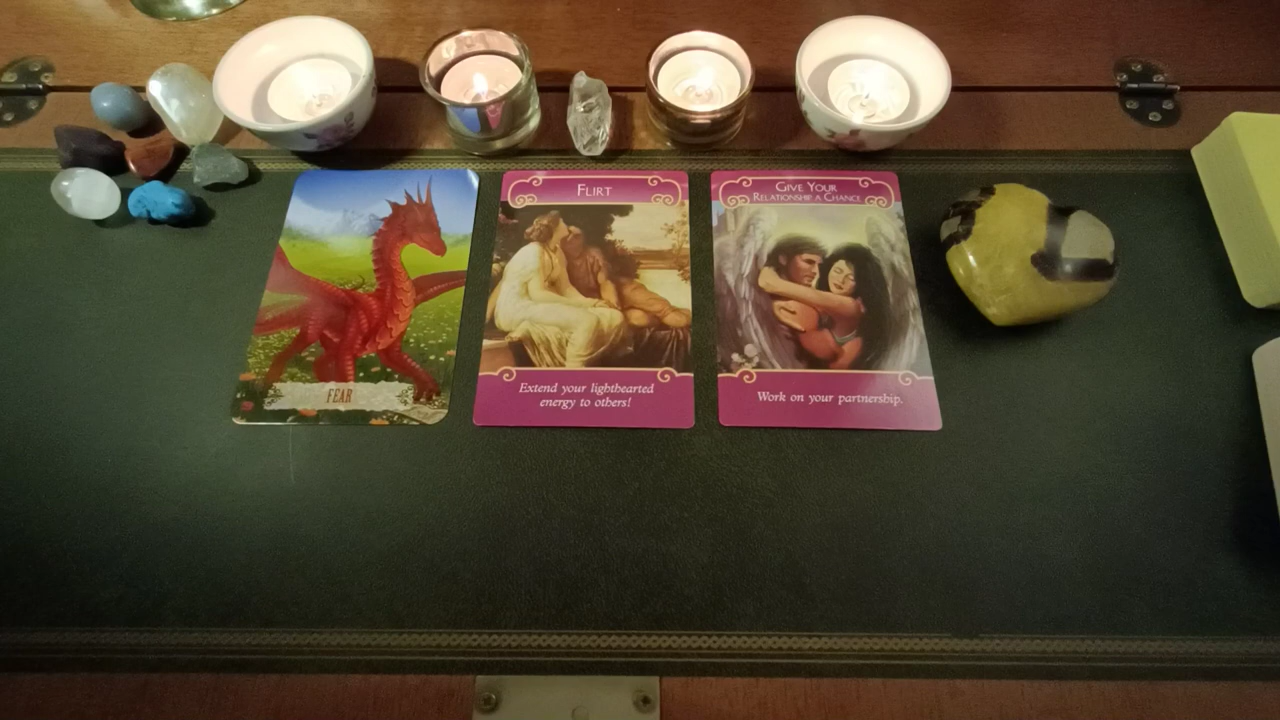 FEAR
FLIRT
Extend your lighthearted
energy to others!
GIVE YOUR
RELATIONSHIP A CHANCE
Work on your partnership.